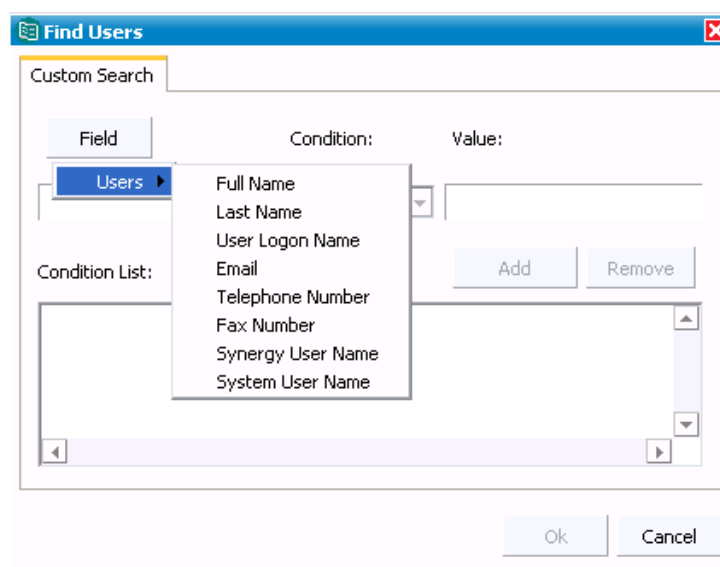 Find Users
Custom Search
Field Condition: Value:
Users
Full Name
Last Name
User Logon Name
Email
Telephone Number
Fax Number
Synergy User Name
System User Name
Condition List: Add Remove
Ok Cancel